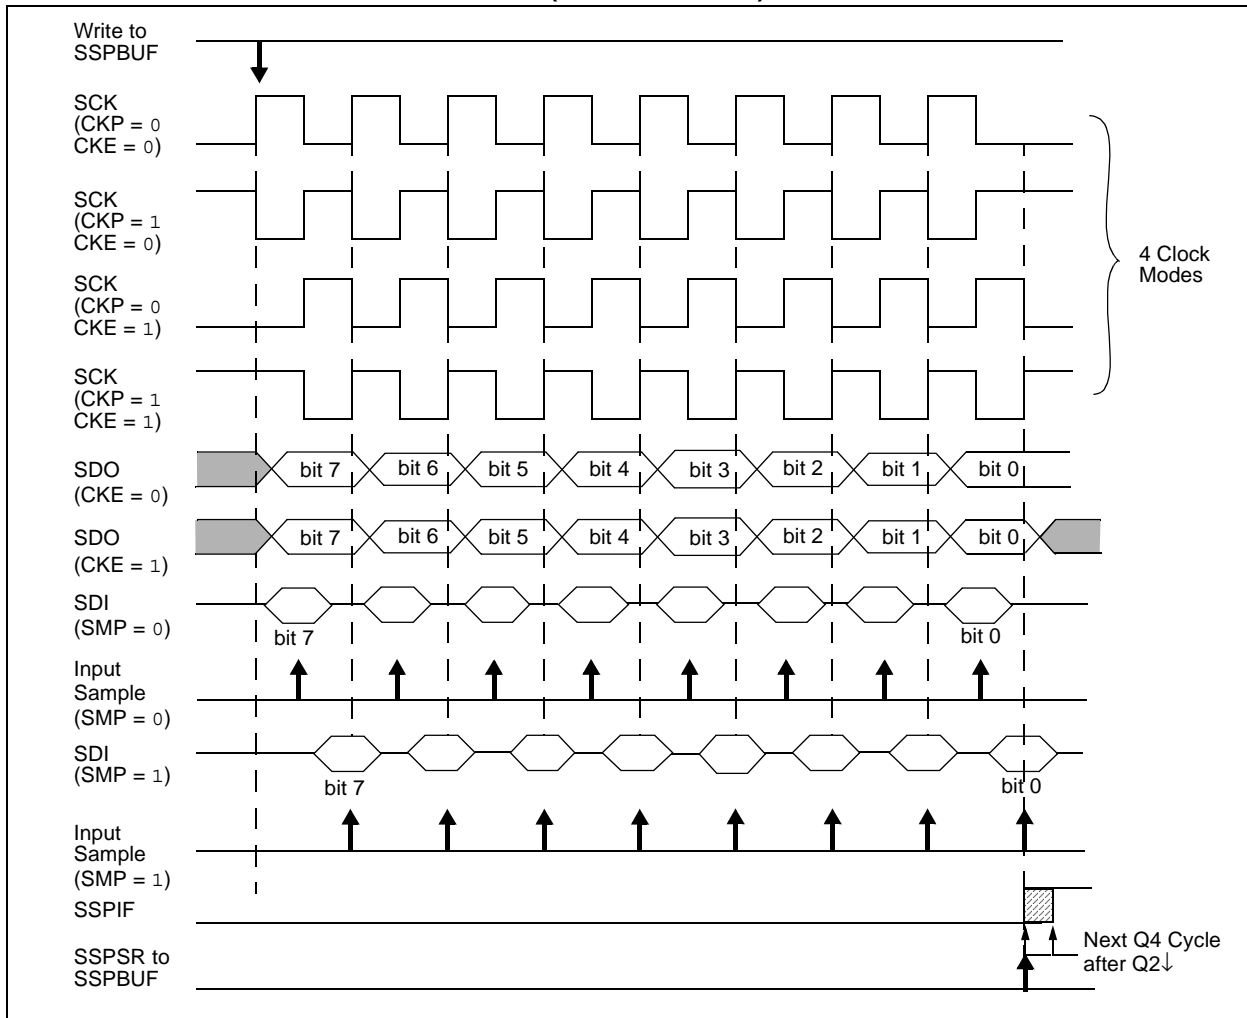 Write to
SSPBUF
SCK
(CKP = 0
CKE = 0)
SCK
(CKP = 1
CKE = 0)
4 Clock
Modes
SCK
(CKP = 0
CKE = 1)
SCK
(CKP = 1
CKE = 1)
SDO
(CKE = 0)
bit 7 bit 6 bit 5 bit 4 bit 3 bit 2 bit 1 bit 0
SDO
(CKE = 1)
bit 7 bit 6 bit 5 bit 4 bit 3 bit 2 bit 1 bit 0
SDI
(SMP = 0)
bit 7 bit 0
Input
Sample
(SMP = 0)
SDI
(SMP = 1)
bit 7 bit 0
Input
Sample
(SMP = 1)
SSPIF
Next Q4 Cycle
after Q2↓
SSPSR to
SSPBUF